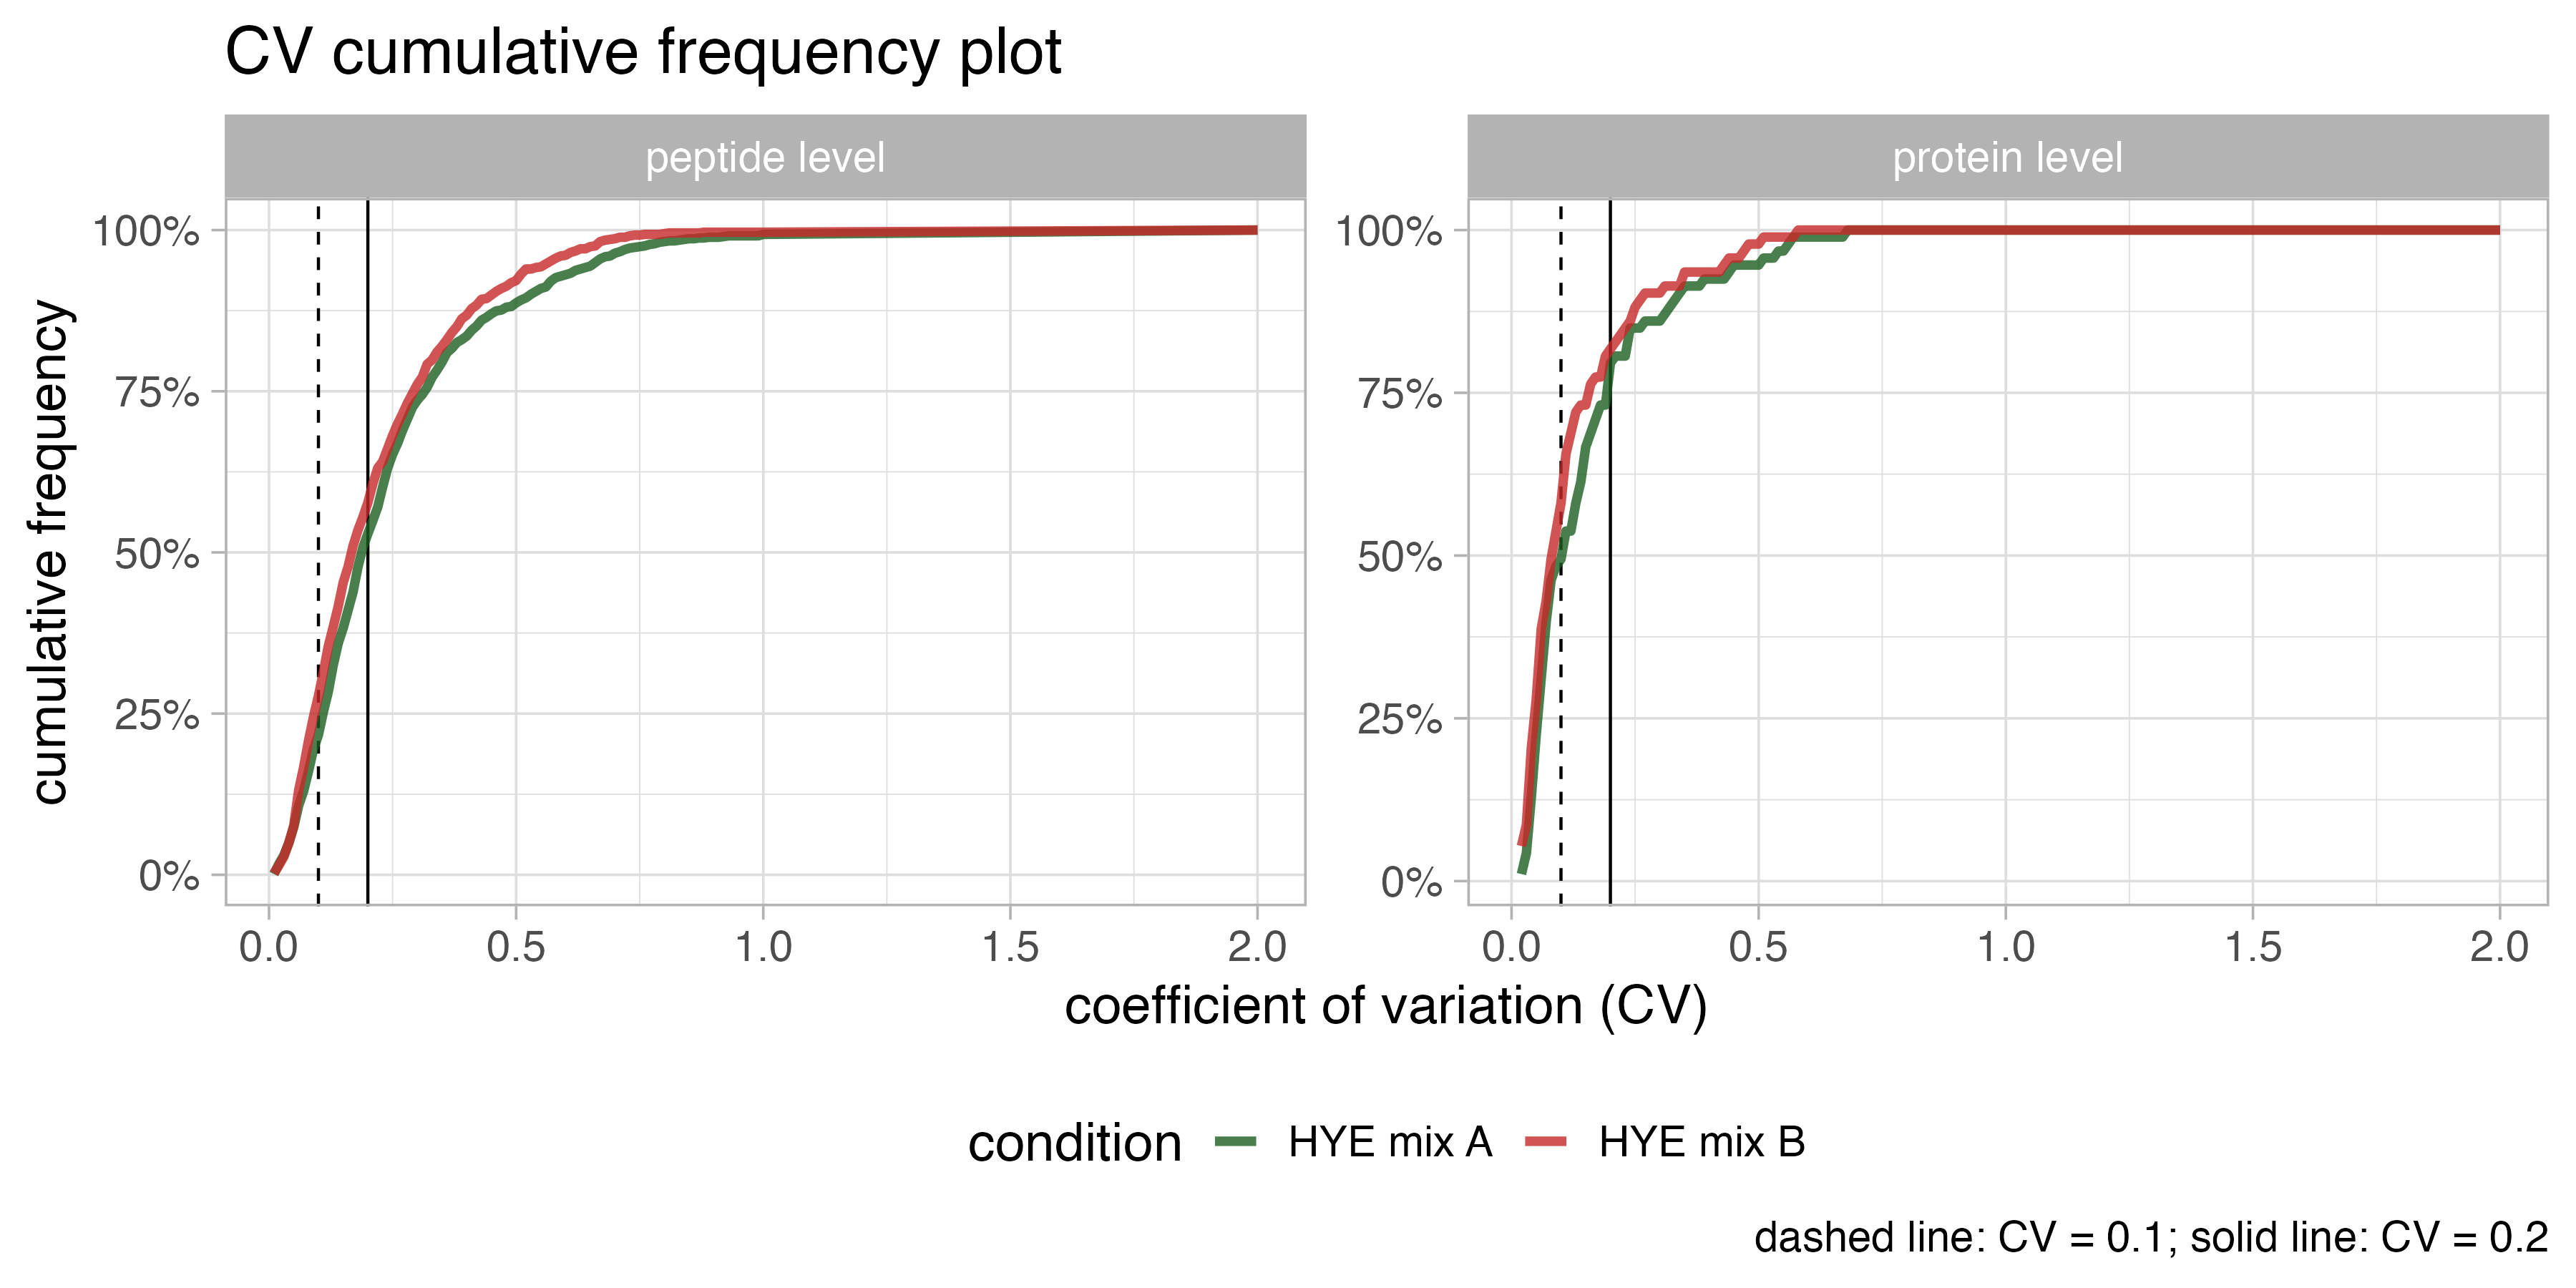 CV cumulative frequency plot
peptide level
protein level
cumulative frequency
100%
75%
50%
25%
0%
100%
75%
50%
25%
0%
0.0 0.5 1.0 1.5 2.0
0.0 0.5 1.0 1.5 2.0
coefficient of variation (CV)
condition HYE mix A HYE mix B
dashed line: CV = 0.1; solid line: CV = 0.2